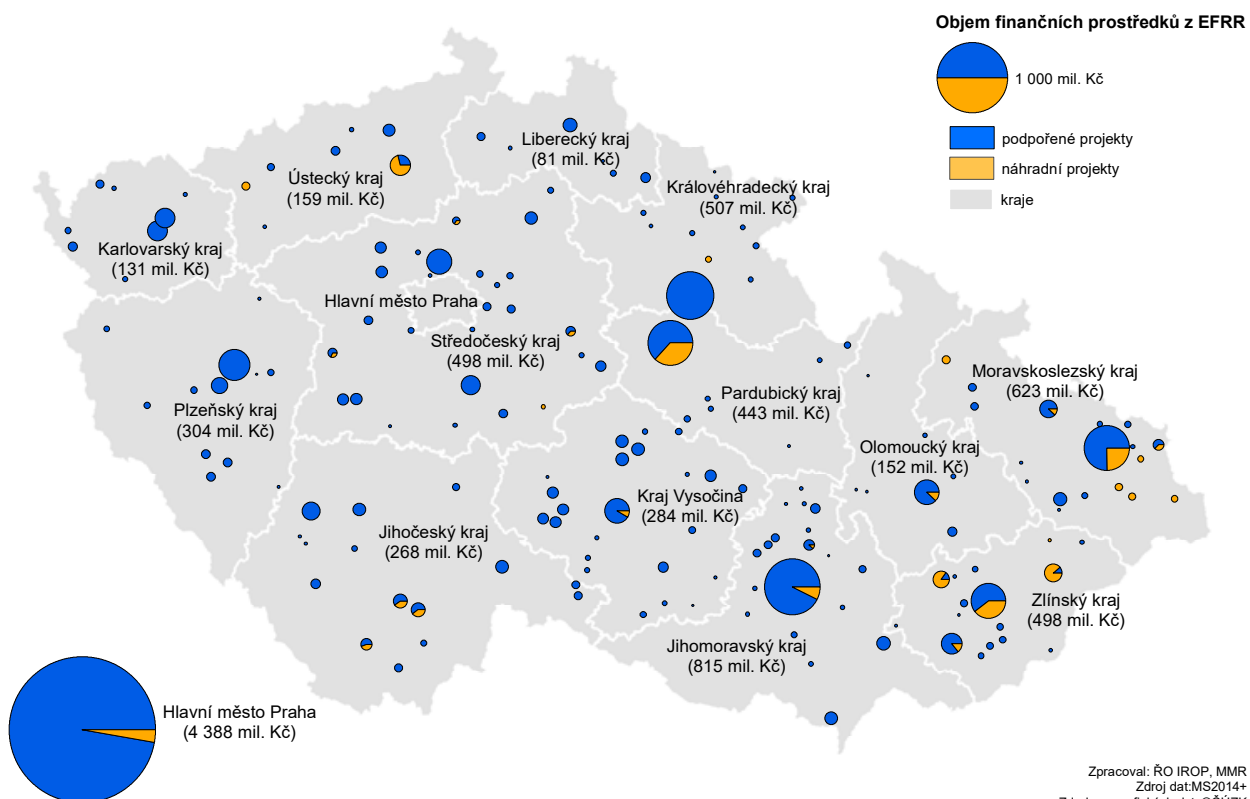 Objem finančních prostředků z EFRR
1 000 mil. Kč
podpořené projekty
náhradní projekty
kraje
Liberecký kraj
(81 mil. Kč)
Ústecký kraj
(159 mil. Kč)
Královéhradecký kraj
(507 mil. Kč)
Karlovarský kraj
(131 mil. Kč)
Hlavní město Praha
Středočeský kraj
(498 mil. Kč)
Plzeňský kraj
(304 mil. Kč)
Pardubický kraj
(443 mil. Kč)
Moravskoslezský kraj
(623 mil. Kč)
Olomoucký kraj
(152 mil. Kč)
Kraj Vysočina
(284 mil. Kč)
Jihočeský kraj
(268 mil. Kč)
Zlínský kraj
(498 mil. Kč)
Jihomoravský kraj
(815 mil. Kč)
Hlavní město Praha
(4 388 mil. Kč)
Zpracoval: ŘO IROP, MMR
Zdroj dat:MS2014+